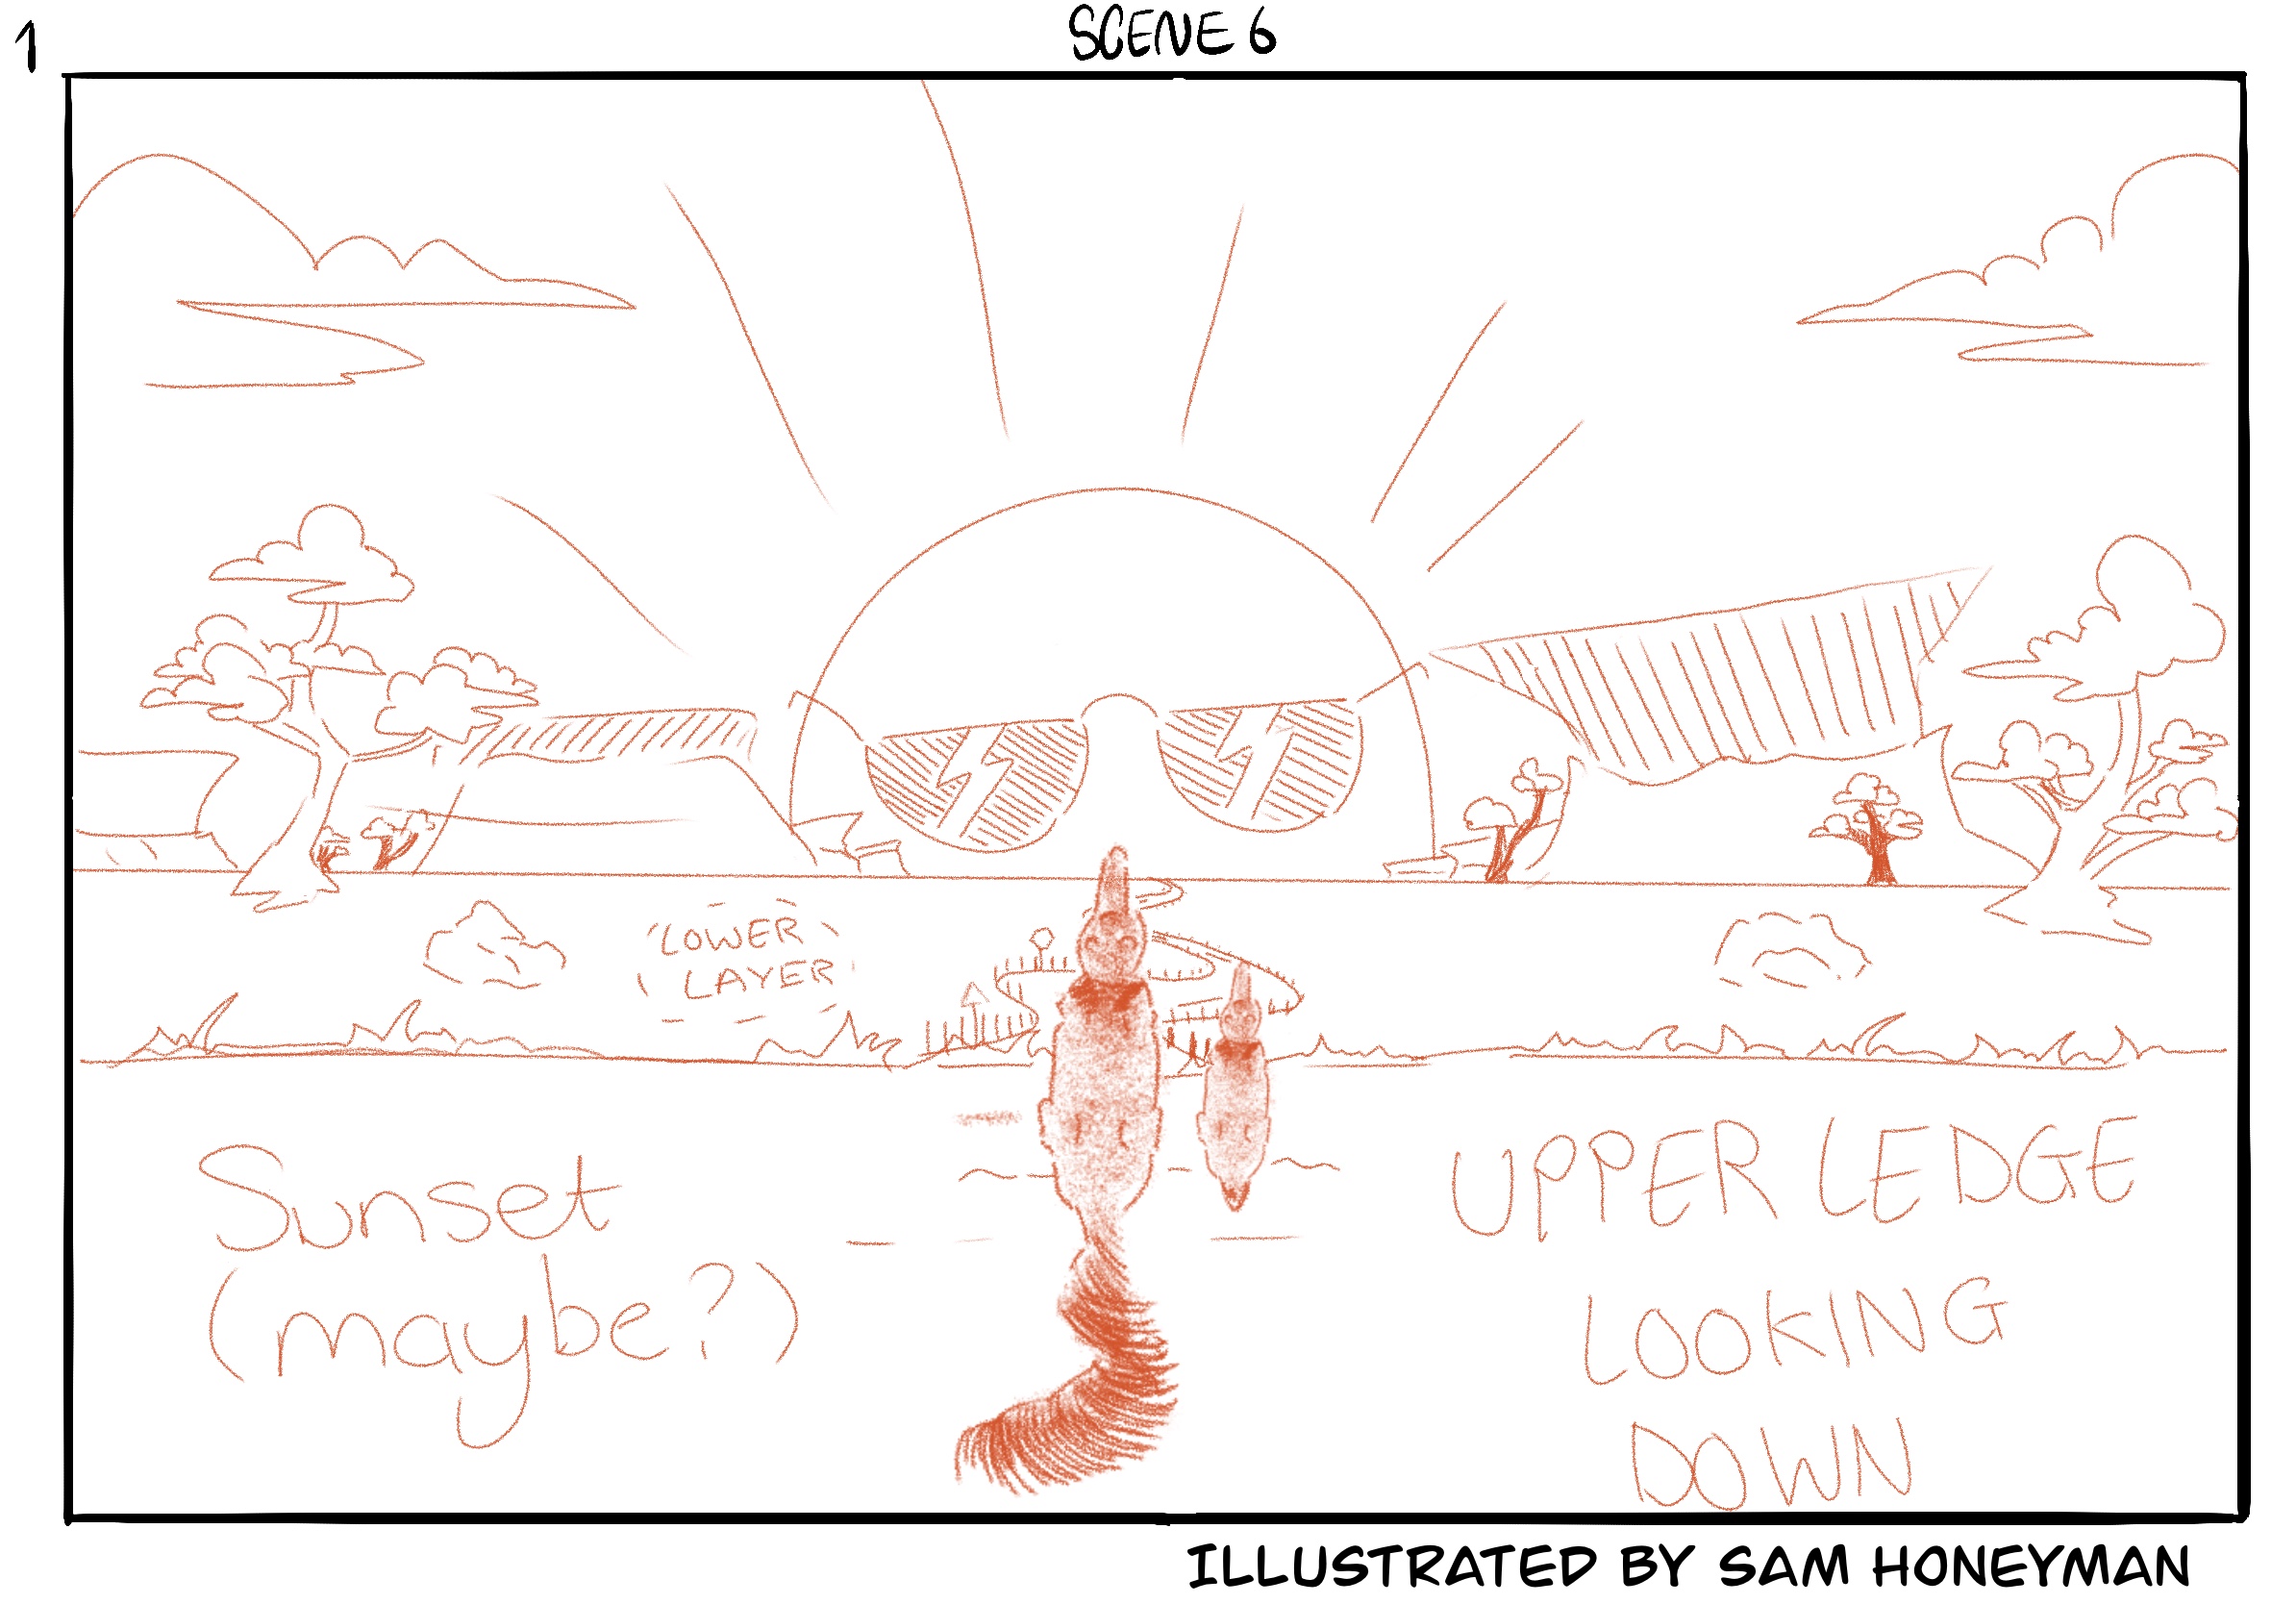 1
SCENE 6
LOWER
LAYER
Sunset
(maybe?)
UPPER LEDGE
LOOKING
DOWN
ILLUSTRATED BY SAM HONEYMAN